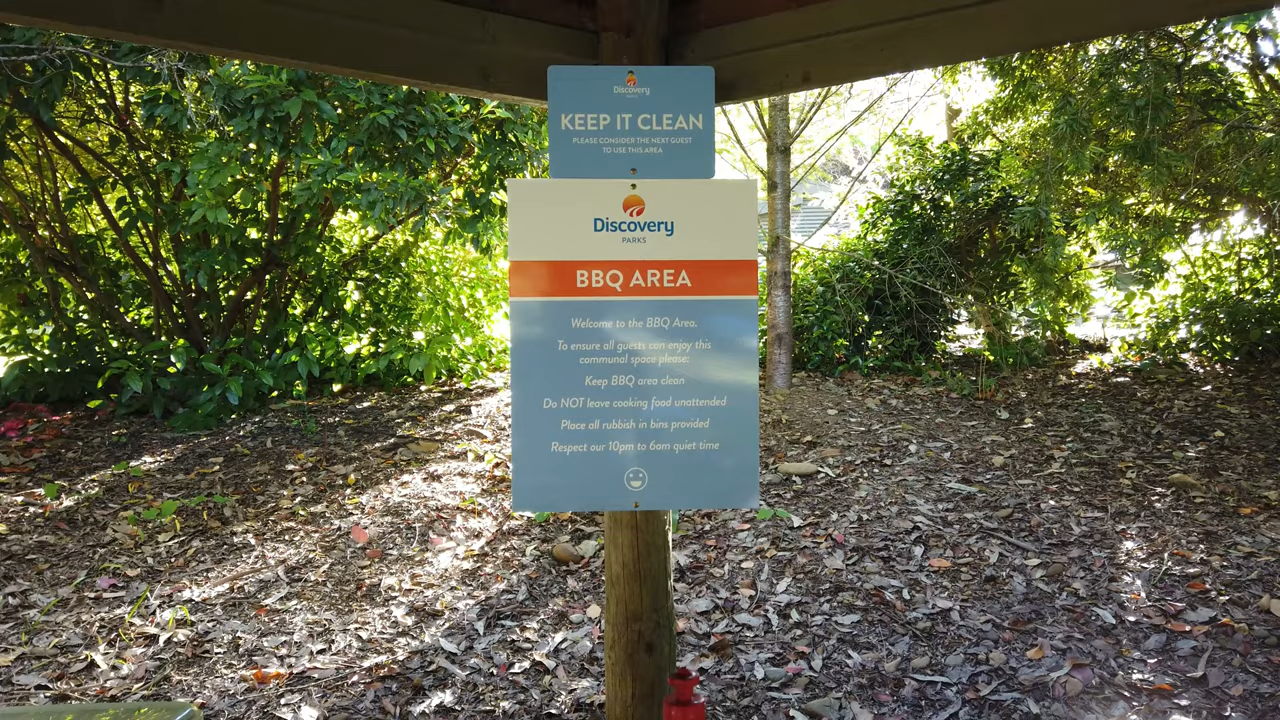 Discovery
PARKS
KEEP IT CLEAN
PLEASE CONSIDER THE NEXT GUEST
TO USE THIS AREA
Discovery
PARKS
BBQ AREA
Welcome to the BBQ Area.
To ensure all guests can enjoy this
communal space please:
Keep BBQ area clean
Do NOT leave cooking food unattended
Place all rubbish in bins provided
Respect our 10pm to 6am quiet time